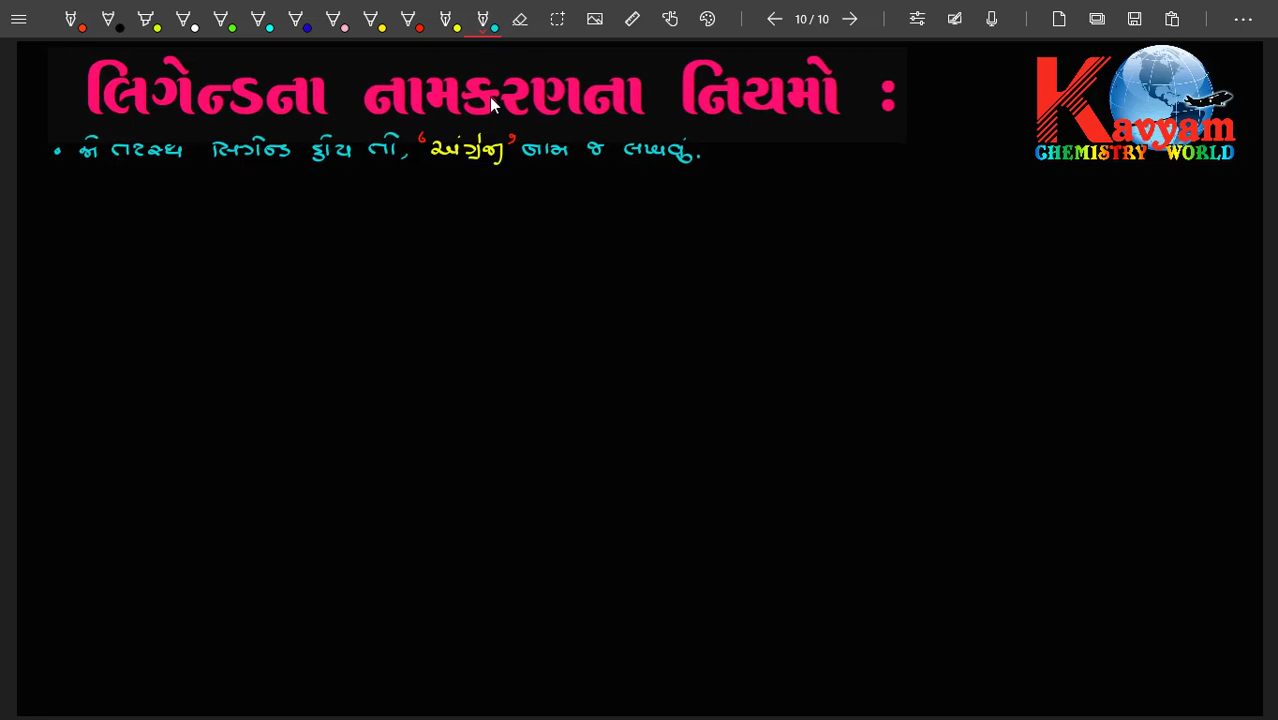 10 / 10
લિગેન્ડના નામકરણના નિયમો :
Kavyam
CHEMISTRY WORLD
• જો તટસ્થ લિગેન્ડ હોય તો, 'અંગ્રેજી' નામ જ લખવું.